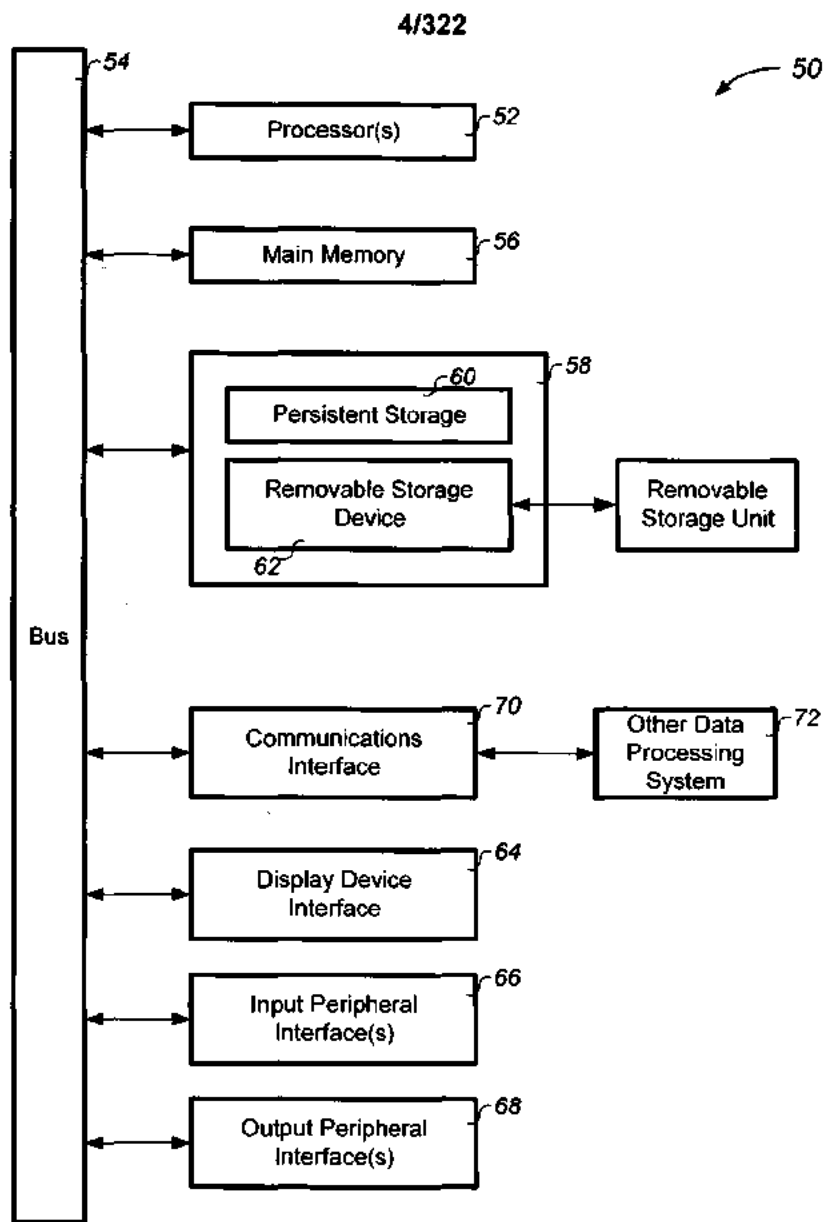 4/322
54
50
Processor(s)
52
Main Memory
56
58
60
Persistent Storage
Removable Storage
Device
62
Removable
Storage Unit
Bus
70
Communications
Interface
Other Data
Processing
System
72
64
Display Device
Interface
66
Input Peripheral
Interface(s)
68
Output Peripheral
Interface(s)